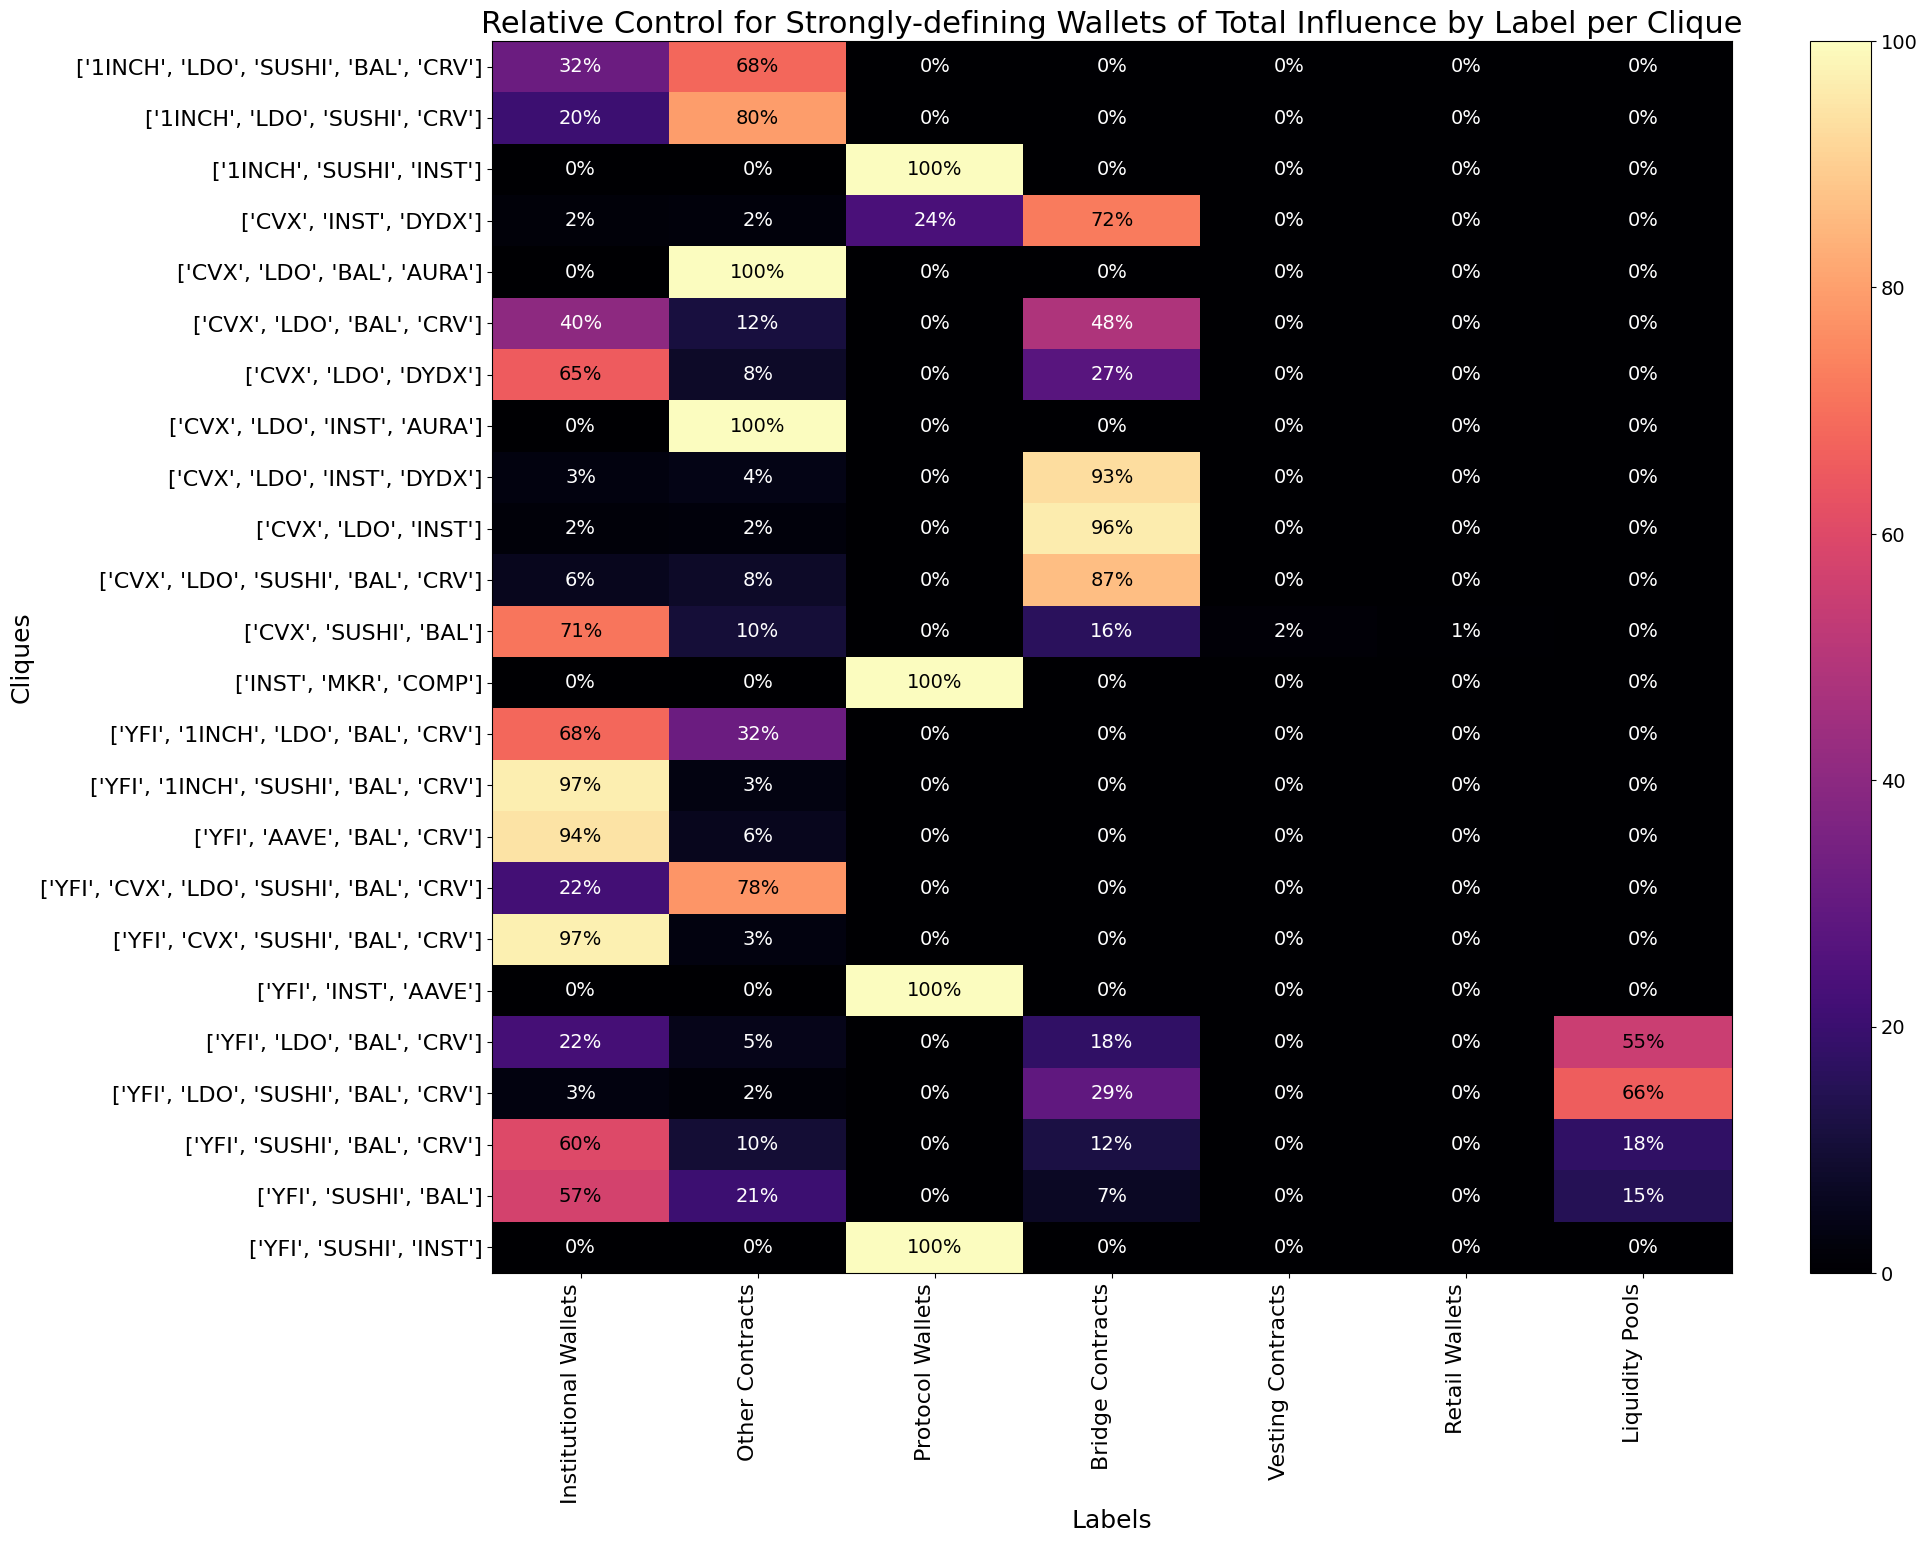 Relative Control for Strongly-defining Wallets of Total Influence by Label per Clique
['1INCH', 'LDO', 'SUSHI', 'BAL', 'CRV'] 32% 68% 0% 0% 0% 0% 0%
['1INCH', 'LDO', 'SUSHI', 'CRV'] 20% 80% 0% 0% 0% 0% 0%
['1INCH', 'SUSHI', 'INST'] 0% 0% 100% 0% 0% 0% 0%
['CVX', 'INST', 'DYDX'] 2% 2% 24% 72% 0% 0% 0%
['CVX', 'LDO', 'BAL', 'AURA'] 0% 100% 0% 0% 0% 0% 0%
['CVX', 'LDO', 'BAL', 'CRV'] 40% 12% 0% 48% 0% 0% 0%
['CVX', 'LDO', 'DYDX'] 65% 8% 0% 27% 0% 0% 0%
['CVX', 'LDO', 'INST', 'AURA'] 0% 100% 0% 0% 0% 0% 0%
['CVX', 'LDO', 'INST', 'DYDX'] 3% 4% 0% 93% 0% 0% 0%
['CVX', 'LDO', 'INST'] 2% 2% 0% 96% 0% 0% 0%
['CVX', 'LDO', 'SUSHI', 'BAL', 'CRV'] 6% 8% 0% 87% 0% 0% 0%
['CVX', 'SUSHI', 'BAL'] 71% 10% 0% 16% 2% 1% 0%
['INST', 'MKR', 'COMP'] 0% 0% 100% 0% 0% 0% 0%
['YFI', '1INCH', 'LDO', 'BAL', 'CRV'] 68% 32% 0% 0% 0% 0% 0%
['YFI', '1INCH', 'SUSHI', 'BAL', 'CRV'] 97% 3% 0% 0% 0% 0% 0%
['YFI', 'AAVE', 'BAL', 'CRV'] 94% 6% 0% 0% 0% 0% 0%
['YFI', 'CVX', 'LDO', 'SUSHI', 'BAL', 'CRV'] 22% 78% 0% 0% 0% 0% 0%
['YFI', 'CVX', 'SUSHI', 'BAL', 'CRV'] 97% 3% 0% 0% 0% 0% 0%
['YFI', 'INST', 'AAVE'] 0% 0% 100% 0% 0% 0% 0%
['YFI', 'LDO', 'BAL', 'CRV'] 22% 5% 0% 18% 0% 0% 55%
['YFI', 'LDO', 'SUSHI', 'BAL', 'CRV'] 3% 2% 0% 29% 0% 0% 66%
['YFI', 'SUSHI', 'BAL', 'CRV'] 60% 10% 0% 12% 0% 0% 18%
['YFI', 'SUSHI', 'BAL'] 57% 21% 0% 7% 0% 0% 15%
['YFI', 'SUSHI', 'INST'] 0% 0% 100% 0% 0% 0% 0%
Cliques
Institutional Wallets
Other Contracts
Protocol Wallets
Bridge Contracts
Vesting Contracts
Retail Wallets
Liquidity Pools
Labels
100
80
60
40
20
0